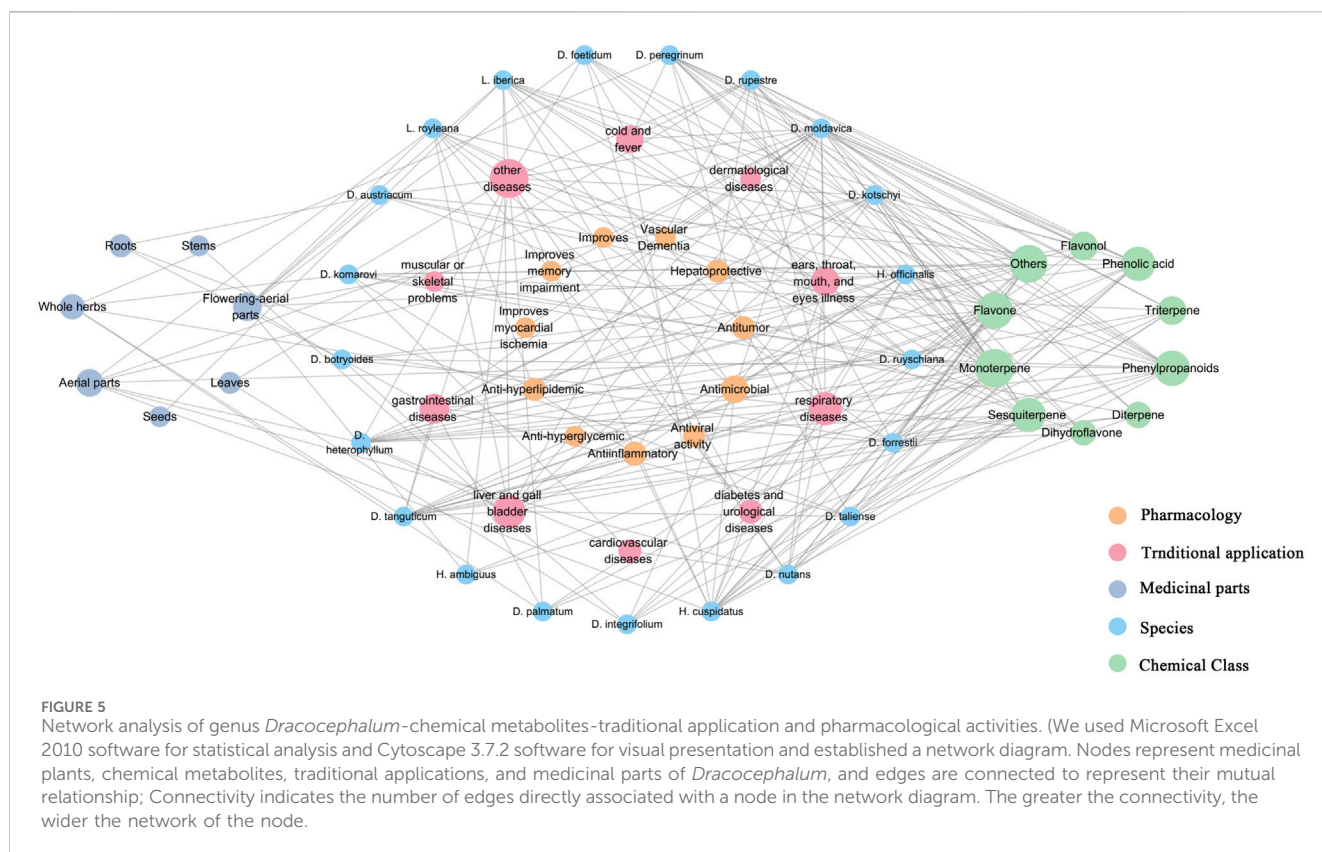 D. foetidum
D. peregrinum
L. iberica
D. rupestre
L. royleana
cold and
fever
D. moldavica
other
diseases
dermatological
diseases
D. austriacum
D. kotschyi
Roots
Stems
Improves
Vascular
Dementia
Flavonol
Others
Phenolic acid
D. komarovi
muscular or
skeletal
problems
Improves
memory
impairment
Hepatoprotective
ears, throat,
mouth, and
eyes illness
H. officinalis
Whole herbs
Flowering-aerial
parts
Flavone
Triterpene
Improves
myocardial
ischemia
Antitumor
D. botryoides
D. ruyschiana
Monoterpene
Phenylpropanoids
Aerial parts
Leaves
Anti-hyperlipidemic
Antimicrobial
Seeds
gastrointestinal
diseases
respiratory
diseases
Sesquiterpene
Diterpene
Dihydroflavone
D.
heterophyllum
Anti-hyperglycemic
Antiviral
activity
Antiinflammatory
D. forrestii
D. tanguticum
liver and gall
bladder
diseases
diabetes and
urological
diseases
D. taliense
cardiovascular
diseases
H. ambiguus
D. nutans
D. palmatum
D. integrifolium
H. cuspidatus
Pharmacology
Trnditional application
Medicinal parts
Species
Chemical Class
FIGURE 5
Network analysis of genus Dracocephalum-chemical metabolites-traditional application and pharmacological activities. (We used Microsoft Excel
2010 software for statistical analysis and Cytoscape 3.7.2 software for visual presentation and established a network diagram. Nodes represent medicinal
plants, chemical metabolites, traditional applications, and medicinal parts of Dracocephalum, and edges are connected to represent their mutual
relationship; Connectivity indicates the number of edges directly associated with a node in the network diagram. The greater the connectivity, the
wider the network of the node.